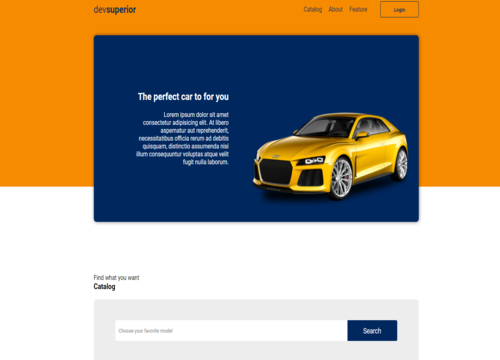 devsuperior
Catalog About Feature Login
The perfect car to for you
Lorem ipsum dolor sit amet
consectetur adipisicing elit. At libero
aspernatur aut reprehenderit,
necessitatibus officia rerum ad debitis
quisquam, distinctio assumenda nisi
illum consequuntur voluptas atque velit
fugit nulla laborum.
Find what you want
Catalog
Choose your favorite model
Search